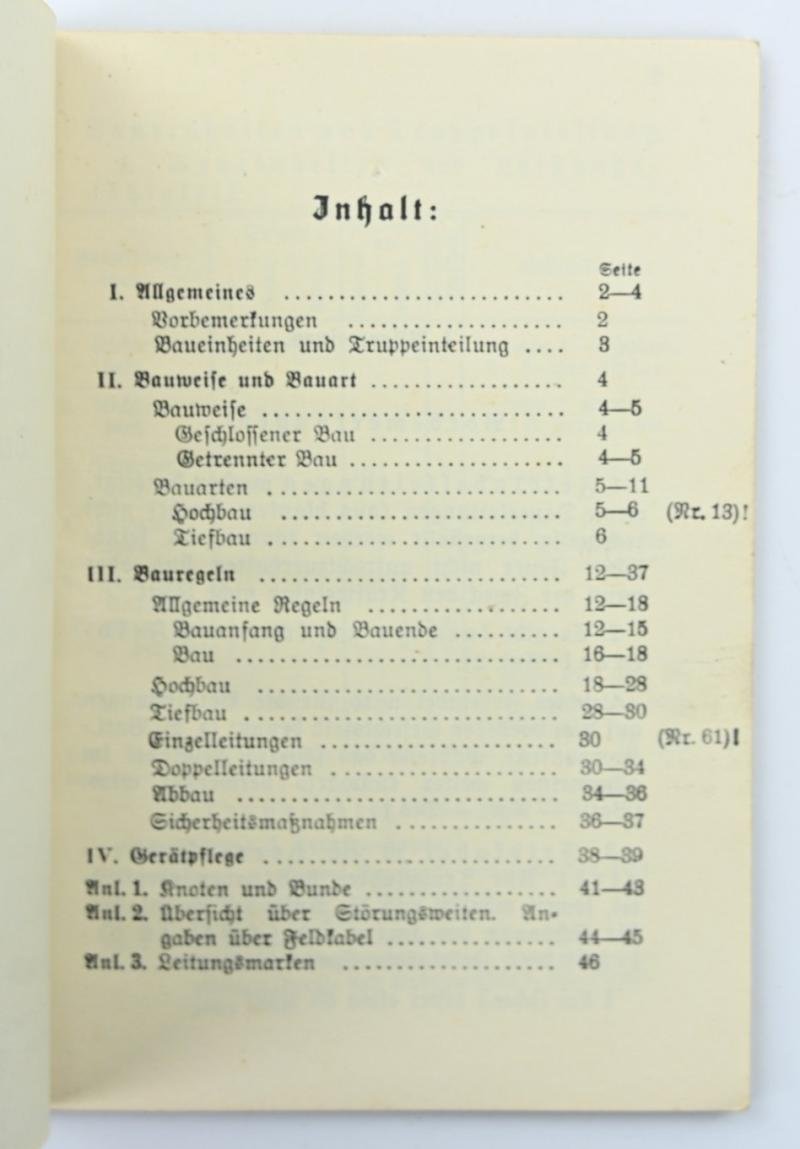 Inhalt:
Seite
I. Allgemeines .......................... 2—4
Vorbemerkungen .................... 2
Baueinheiten und Truppeinteilung .... 3
II. Bauweise und Bauart .................. 4
Bauweise ............................ 4—5
Geschlossener Bau .................. 4
Getrennter Bau .................... 4—5
Bauarten ........................... 5—11
Hochbau .......................... 5—6 (Nr. 13)!
Tiefbau ........................... 6
III. Bauregeln ............................ 12—37
Allgemeine Regeln .................. 12—18
Bauanfang und Bauende .......... 12—15
Bau .............................. 16—18
Hochbau ............................ 18—28
Tiefbau ............................. 28—30
Einzelleitungen ...................... 30 (Nr. 61)!
Doppelleitungen ..................... 30—34
Abbau .............................. 34—36
Sicherheitsmaßnahmen ............... 36—37
IV. Gerätpflege ........................... 38—39
Anl. 1. Knoten und Bunde .................. 41—43
Anl. 2. Übersicht über Störungsweiten. An-
gaben über Feldkabel ................ 44—45
Anl. 3. Leitungsmarken .................... 46